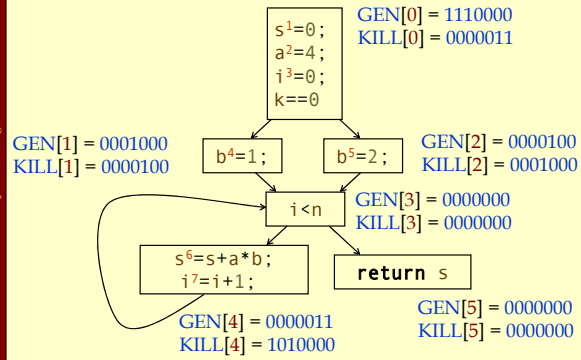 s¹=0;
a²=4;
i³=0;
k==0
GEN[0] = 1110000
KILL[0] = 0000011
GEN[1] = 0001000
KILL[1] = 0000100
b⁴=1;
b⁵=2;
GEN[2] = 0000100
KILL[2] = 0001000
i<n
GEN[3] = 0000000
KILL[3] = 0000000
s⁶=s+a*b;
i⁷=i+1;
return s
GEN[4] = 0000011
KILL[4] = 1010000
GEN[5] = 0000000
KILL[5] = 0000000